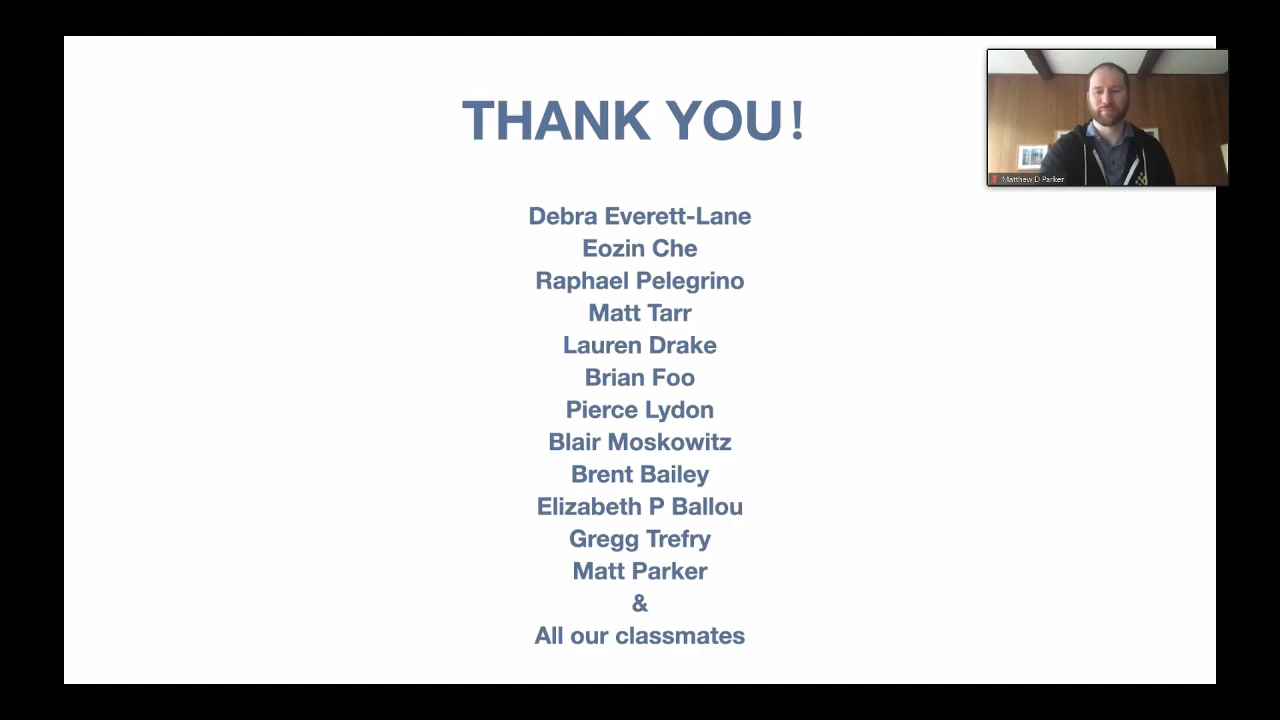 THANK YOU!
Matthew D Parker
Debra Everett-Lane
Eozin Che
Raphael Pelegrino
Matt Tarr
Lauren Drake
Brian Foo
Pierce Lydon
Blair Moskowitz
Brent Bailey
Elizabeth P Ballou
Gregg Trefry
Matt Parker
&
All our classmates